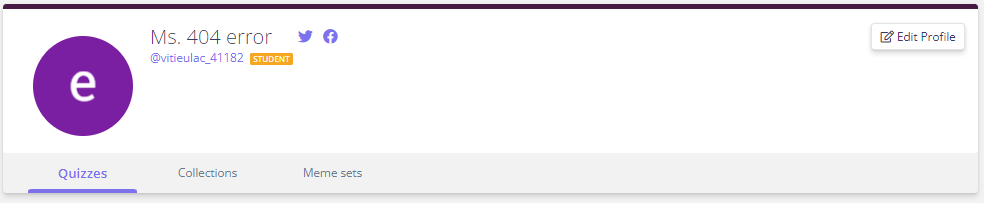 Ms. 404 error
Edit Profile
@vitieulac_41182 STUDENT
e
Quizzes Collections Meme sets